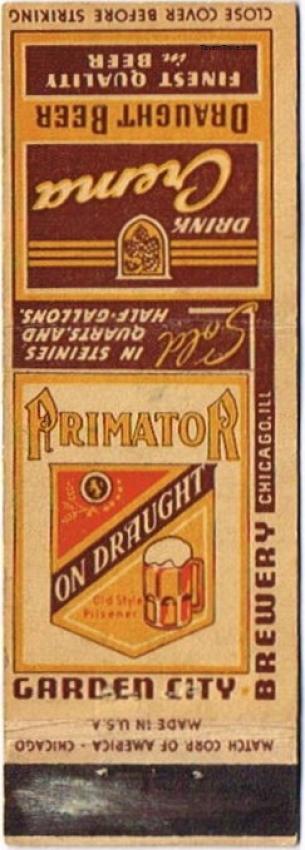 CLOSE COVER BEFORE STRIKING
FINEST QUALITY
in BEER
DRAUGHT BEER
Crema
DRINK
Sold
IN STEINIES,
QUARTS, AND
HALF-GALLONS.
PRIMATOR
ON DRAUGHT
Old Style
Pilsener
GARDEN CITY · BREWERY CHICAGO, ILL
MADE IN U.S.A.
MATCH CORP. OF AMERICA - CHICAGO